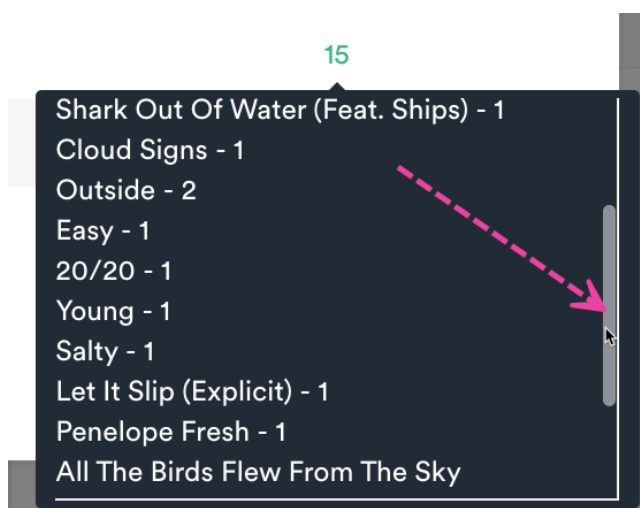 15
Shark Out Of Water (Feat. Ships) - 1
Cloud Signs - 1
Outside - 2
Easy - 1
20/20 - 1
Young - 1
Salty - 1
Let It Slip (Explicit) - 1
Penelope Fresh - 1
All The Birds Flew From The Sky